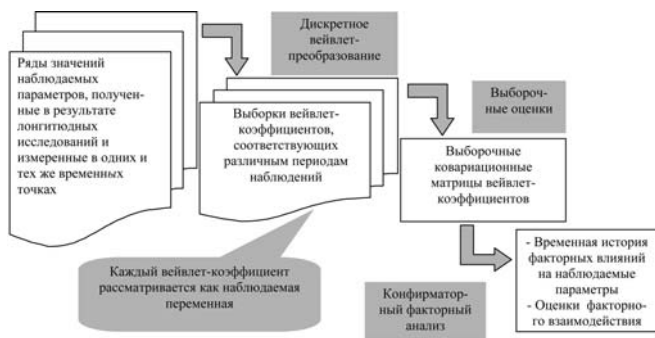 Дискретное
вейвлет-
преобразование
Ряды значений
наблюдаемых
параметров, получен-
ные в результате
лонгитюдных
исследований и
измеренные в одних и
тех же временных
точках
Выборки вейвлет-
коэффициентов,
соответствующих
различным периодам
наблюдений
Выбороч-
ные оценки
Выборочные
ковариационные
матрицы вейвлет-
коэффициентов
Каждый вейвлет-коэффициент
рассматривается как наблюдаемая
переменная
Конфирматор-
ный факторный
анализ
- Временная история
факторных влияний
на наблюдаемые
параметры
- Оценки факторно-
го взаимодействия